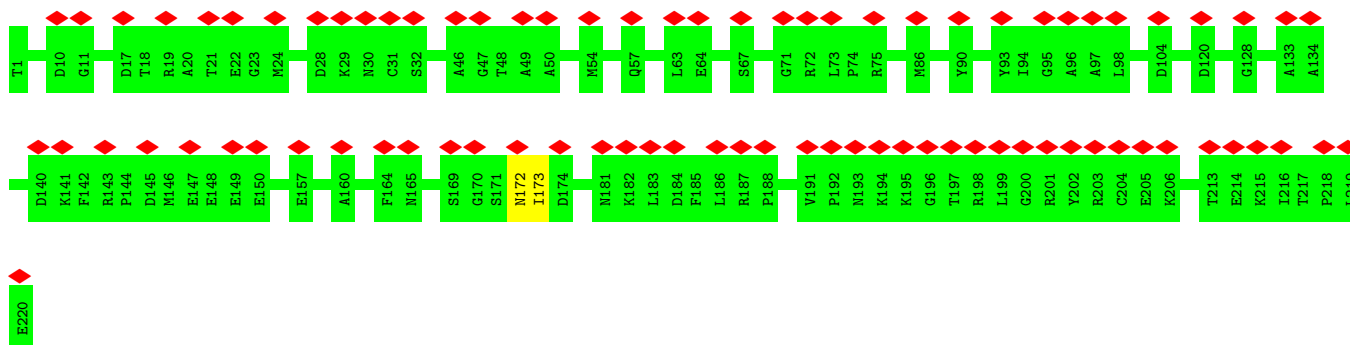 T1 D10 G11 D17 T18 R19 A20 T21 E22 G23 M24 D28 K29 N30 C31 S32 A46 G47 T48 A49 A50 M54 Q57 L63 E64 S67 G71 R72 L73 P74 R75 M86 Y90 Y93 I94 G95 A96 A97 L98 D104 D120 G128 A133 A134
D140 K141 F142 R143 P144 D145 M146 E147 E148 E149 E150 E157 A160 F164 N165 S169 G170 S171 N172 I173 D174 N181 K182 L183 D184 F185 L186 R187 P188 V191 P192 N193 K194 K195 G196 T197 R198 L199 G200 R201 Y202 R203 C204 E205 K206 T213 E214 K215 I216 T217 P218
E220